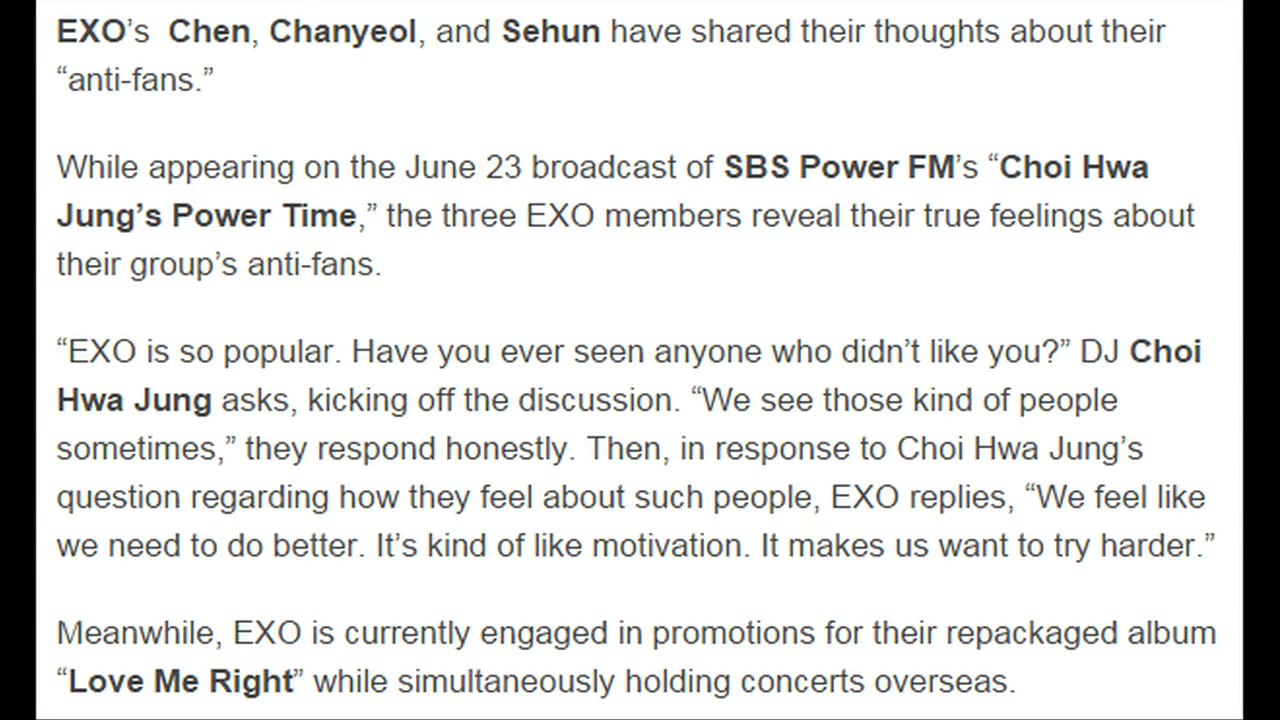 EXO’s  Chen, Chanyeol, and Sehun have shared their thoughts about their
“anti-fans.”
While appearing on the June 23 broadcast of SBS Power FM’s “Choi Hwa
Jung’s Power Time,” the three EXO members reveal their true feelings about
their group’s anti-fans.
“EXO is so popular. Have you ever seen anyone who didn’t like you?” DJ Choi
Hwa Jung asks, kicking off the discussion. “We see those kind of people
sometimes,” they respond honestly. Then, in response to Choi Hwa Jung’s
question regarding how they feel about such people, EXO replies, “We feel like
we need to do better. It’s kind of like motivation. It makes us want to try harder.”
Meanwhile, EXO is currently engaged in promotions for their repackaged album
“Love Me Right” while simultaneously holding concerts overseas.